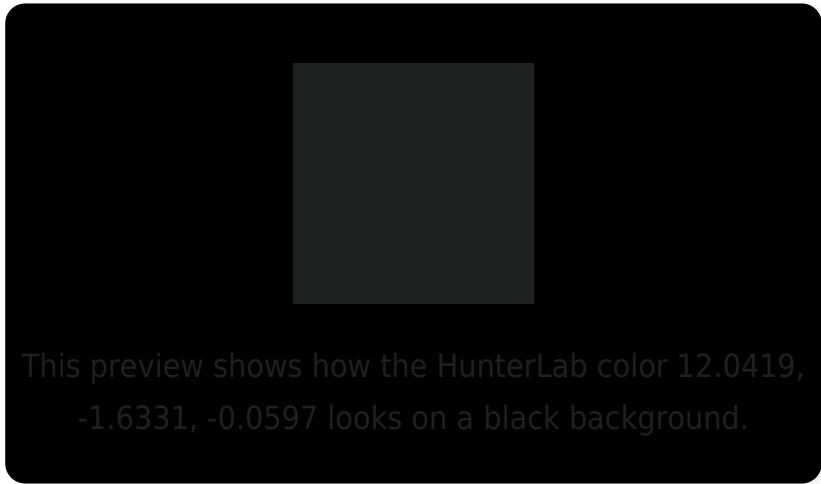 This preview shows how the HunterLab color 12.0419,
-1.6331, -0.0597 looks on a black background.